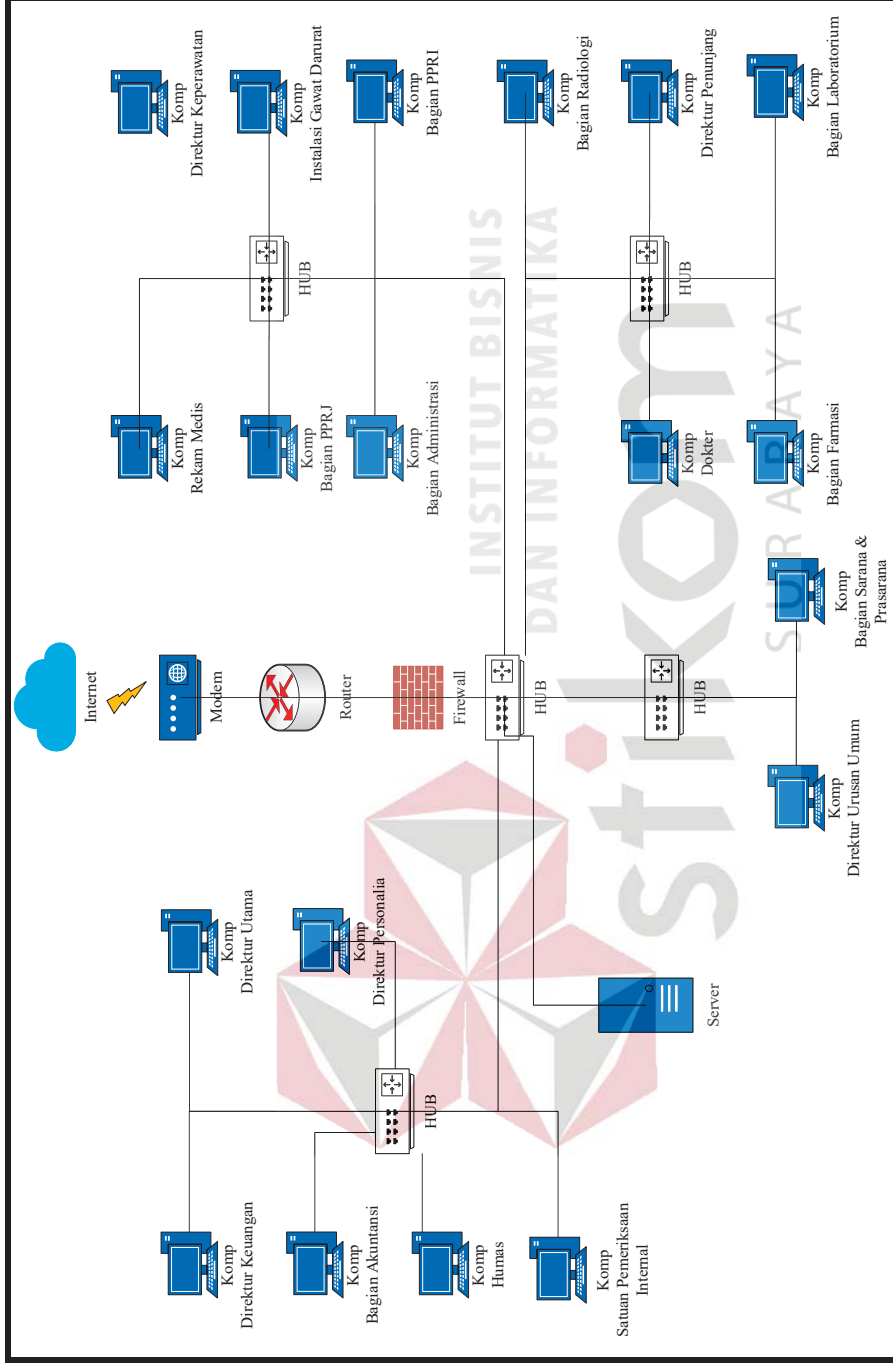 Internet
Modem
Router
Firewall
HUB
HUB
Komp
Direktur Utama
Komp
Direktur Personalia
Komp
Direktur Keuangan
Komp
Bagian Akuntansi
Komp
Humas
Komp
Satuan Pemeriksaan
Internal
HUB
Server
Komp
Direktur Urusan Umum
Komp
Bagian Sarana &
Prasarana
Komp
Rekam Medis
Komp
Bagian PPRJ
Komp
Bagian Administrasi
HUB
Komp
Direktur Keperawatan
Komp
Instalasi Gawat Darurat
Komp
Bagian PPRI
Komp
Bagian Radiologi
Komp
Direktur Penunjang
Komp
Bagian Laboratorium
HUB
Komp
Dokter
Komp
Bagian Farmasi
INSTITUT BISNIS
DAN INFORMATIKA
stikom
SURABAYA